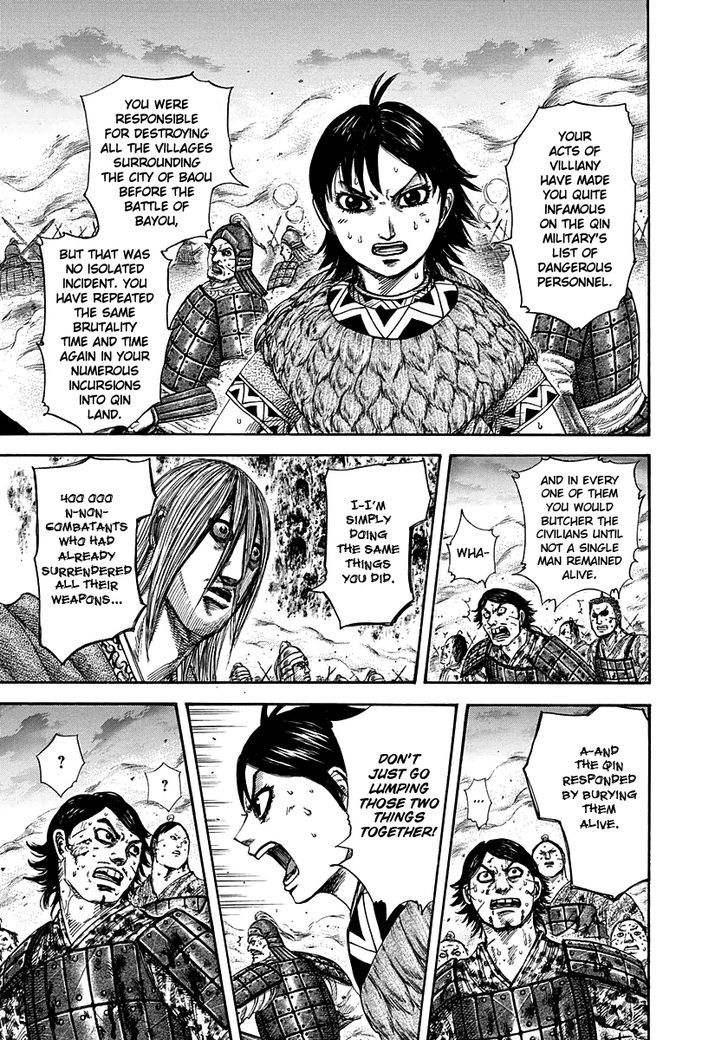 YOUR
ACTS OF
VILLIANY
HAVE MADE
YOU QUITE
INFAMOUS
ON THE QIN
MILITARY'S
LIST OF
DANGEROUS
PERSONNEL.
YOU WERE
RESPONSIBLE
FOR DESTROYING
ALL THE VILLAGES
SURROUNDING
THE CITY OF BAOU
BEFORE THE
BATTLE OF
BAYOU,
BUT THAT WAS
NO ISOLATED
INCIDENT. YOU
HAVE REPEATED
THE SAME
BRUTALITY
TIME AND TIME
AGAIN IN YOUR
NUMEROUS
INCURSIONS
INTO QIN
LAND.
AND IN EVERY
ONE OF THEM
YOU WOULD
BUTCHER THE
CIVILIANS UNTIL
NOT A SINGLE
MAN REMAINED
ALIVE.
WHA-
I-I'M
SIMPLY
DOING
THE SAME
THINGS
YOU DID.
400 000
N-NON-
COMBATANTS
WHO HAD
ALREADY
SURRENDERED
ALL THEIR
WEAPONS...
A-AND
THE QIN
RESPONDED
BY BURYING
THEM
ALIVE.
...
DON'T
JUST GO
LUMPING
THOSE TWO
THINGS
TOGETHER!
?
?